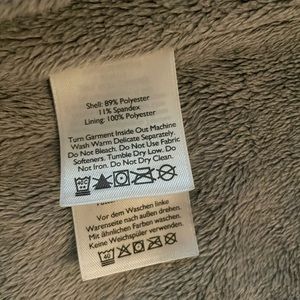 Shell: 89% Polyester
11% Spandex
Lining: 100% Polyester
Turn Garment Inside Out Machine
Wash Warm Delicate Separately.
Do Not Bleach. Do Not Use Fabric
Softeners. Tumble Dry Low. Do
Not Iron. Do Not Dry Clean.
Vor dem Waschen linke
Warenseite nach außen drehen.
Mit ähnlichen Farben waschen
Keine Weichspüler verwenden.
40